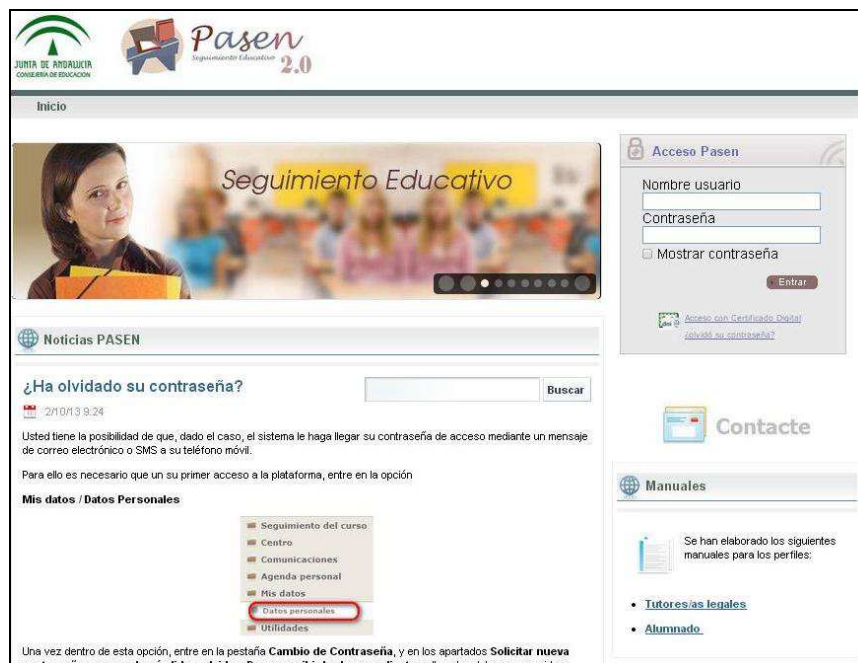 JUNTA DE ANDALUCIA
CONSEJERÍA DE EDUCACIÓN
Pasen
Seguimiento Educativo
2.0
Inicio
Seguimiento Educativo
Acceso Pasen
Nombre usuario
Contraseña
Mostrar contraseña
Entrar
Acceso con Certificado Digital
¿olvidó su contraseña?
Noticias PASEN
¿Ha olvidado su contraseña?
Buscar
2/10/13 9:24
Usted tiene la posibilidad de que, dado el caso, el sistema le haga llegar su contraseña de acceso mediante un mensaje
de correo electrónico o SMS a su teléfono móvil.
Para ello es necesario que un su primer acceso a la plataforma, entre en la opción
Mis datos / Datos Personales
Seguimiento del curso
Centro
Comunicaciones
Agenda personal
Mis datos
Datos personales
Utilidades
Una vez dentro de esta opción, entre en la pestaña Cambio de Contraseña, y en los apartados Solicitar nueva
Contacte
Manuales
Se han elaborado los siguientes
manuales para los perfiles:
Tutores/as legales
Alumnado